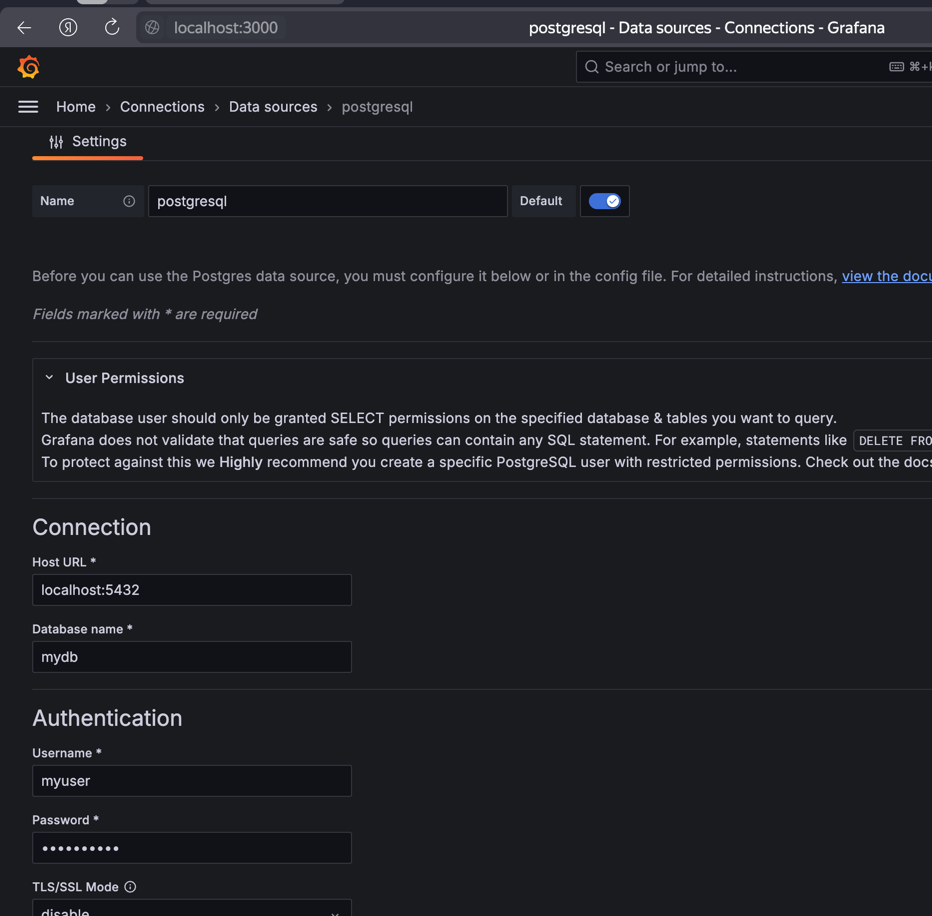 localhost:3000
postgresql - Data sources - Connections - Grafana
Search or jump to...
Home › Connections › Data sources › postgresql
Settings
Name
postgresql
Default
Before you can use the Postgres data source, you must configure it below or in the config file. For detailed instructions, view the docu
Fields marked with * are required
User Permissions
The database user should only be granted SELECT permissions on the specified database & tables you want to query.
Grafana does not validate that queries are safe so queries can contain any SQL statement. For example, statements like DELETE FRO
To protect against this we Highly recommend you create a specific PostgreSQL user with restricted permissions. Check out the docs
Connection
Host URL *
localhost:5432
Database name *
mydb
Authentication
Username *
myuser
Password *
••••••••••
TLS/SSL Mode
disable